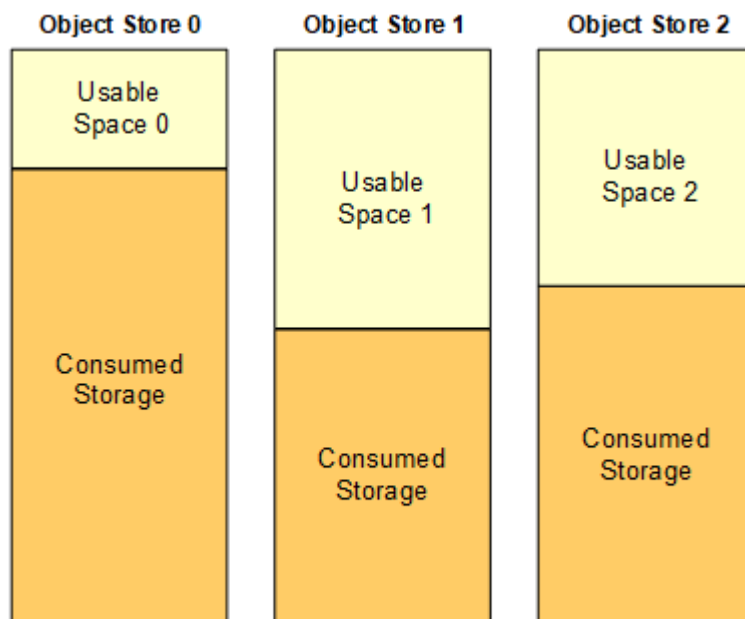 Object Store 0
Object Store 1
Object Store 2
Usable
Space 0
Usable
Space 1
Usable
Space 2
Consumed
Storage
Consumed
Storage
Consumed
Storage